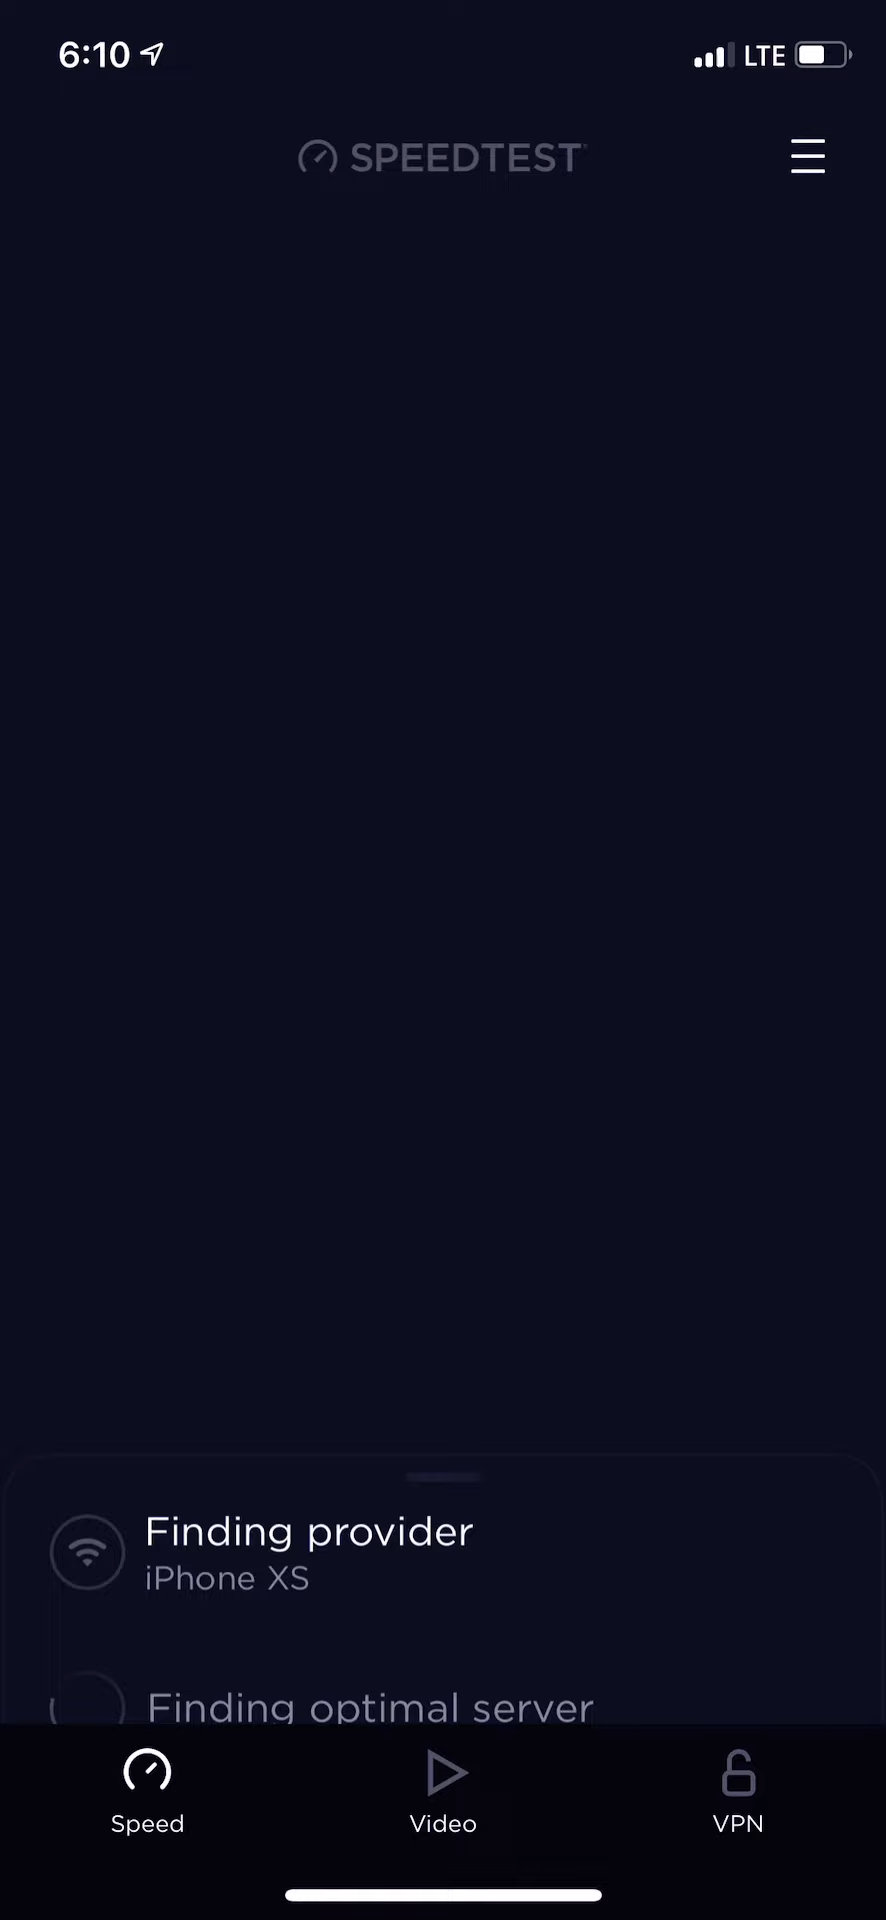 6:10
LTE
SPEEDTEST
Finding provider
iPhone XS
Finding optimal server
Speed
Video
VPN